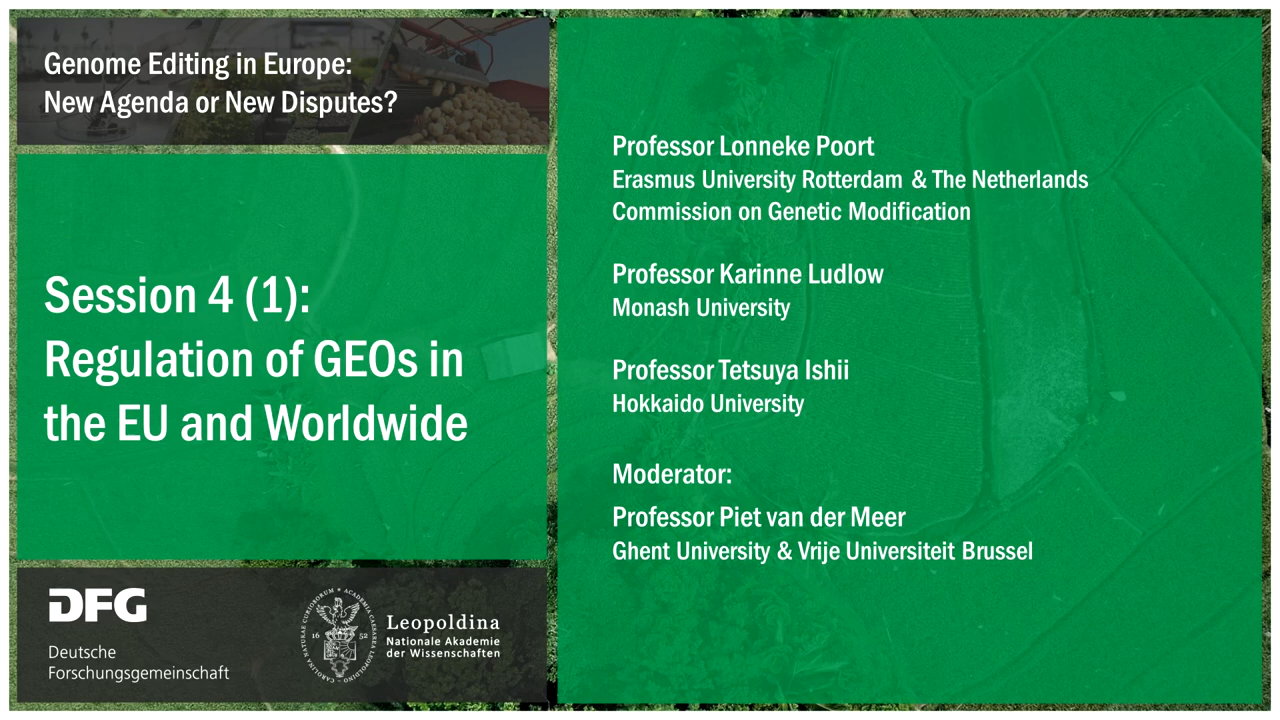 Genome Editing in Europe:
New Agenda or New Disputes?
Session 4 (1):
Regulation of GEOs in
the EU and Worldwide
Professor Lonneke Poort
Erasmus University Rotterdam & The Netherlands
Commission on Genetic Modification
Professor Karinne Ludlow
Monash University
Professor Tetsuya Ishii
Hokkaido University
Moderator:
Professor Piet van der Meer
Ghent University & Vrije Universiteit Brussel
DFG
Deutsche
Forschungsgemeinschaft
16 52
Leopoldina
Nationale Akademie
der Wissenschaften